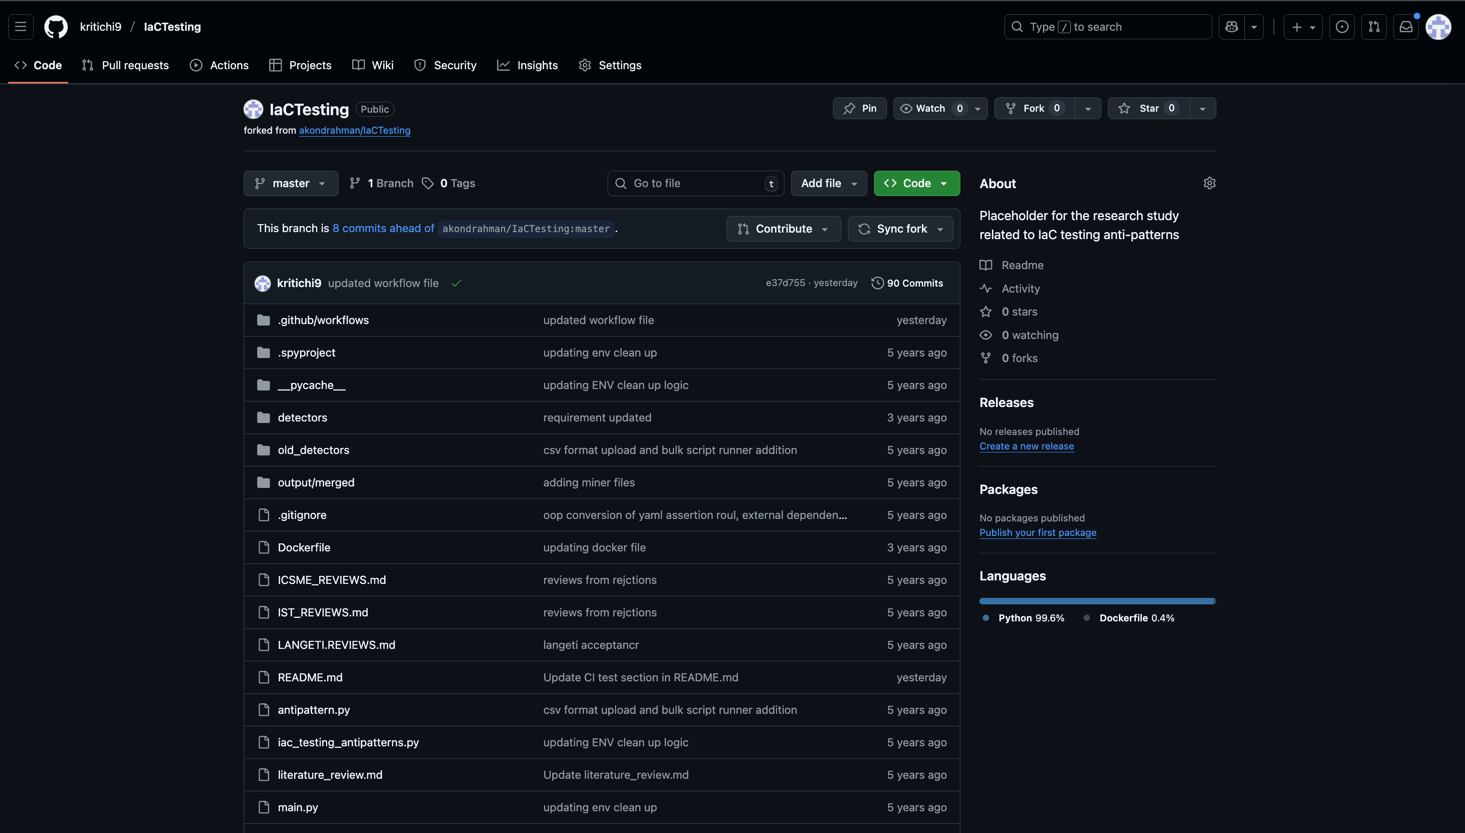 kritichi9 / IaCTesting
Type / to search
Code Pull requests Actions Projects Wiki Security Insights Settings
IaCTesting Public
Pin Watch 0 Fork 0 Star 0
forked from akondrahman/IaCTesting
master 1 Branch 0 Tags
Go to file t Add file Code
This branch is 8 commits ahead of akondrahman/IaCTesting:master .
Contribute Sync fork
kritichi9 updated workflow file e37d755 · yesterday 90 Commits
.github/workflows updated workflow file yesterday
.spyproject updating env clean up 5 years ago
__pycache__ updating ENV clean up logic 5 years ago
detectors requirement updated 3 years ago
old_detectors csv format upload and bulk script runner addition 5 years ago
output/merged adding miner files 5 years ago
.gitignore oop conversion of yaml assertion roul, external dependen... 5 years ago
Dockerfile updating docker file 3 years ago
ICSME_REVIEWS.md reviews from rejctions 5 years ago
IST_REVIEWS.md reviews from rejctions 5 years ago
LANGETI.REVIEWS.md langeti acceptancr 5 years ago
README.md Update CI test section in README.md yesterday
antipattern.py csv format upload and bulk script runner addition 5 years ago
iac_testing_antipatterns.py updating ENV clean up logic 5 years ago
literature_review.md Update literature_review.md 5 years ago
main.py updating env clean up 5 years ago
About
Placeholder for the research study
related to IaC testing anti-patterns
Readme
Activity
0 stars
0 watching
0 forks
Releases
No releases published
Create a new release
Packages
No packages published
Publish your first package
Languages
Python 99.6% Dockerfile 0.4%